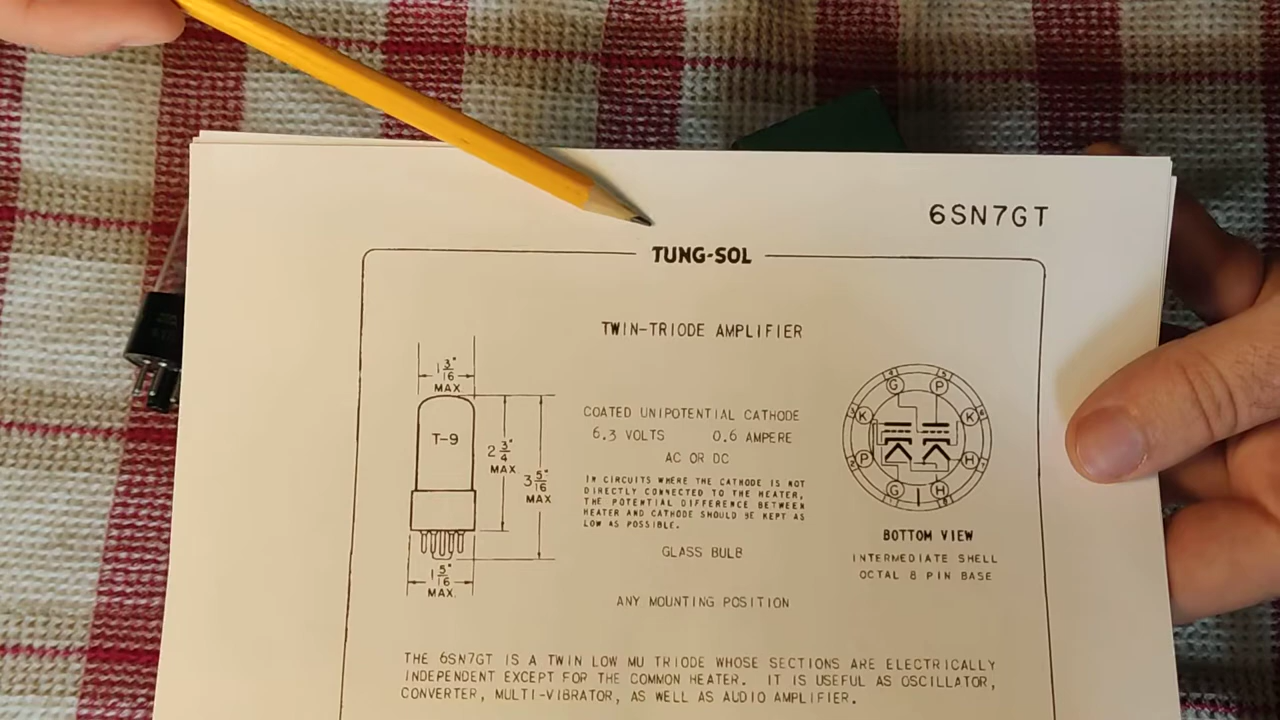 6SN7GT
TUNG-SOL
TWIN-TRIODE AMPLIFIER
1 3/16"
MAX.
T-9
2 3/4"
MAX.
3 5/16"
MAX
1 5/16"
MAX.
COATED UNIPOTENTIAL CATHODE
6.3 VOLTS 0.6 AMPERE
AC OR DC
IN CIRCUITS WHERE THE CATHODE IS NOT
DIRECTLY CONNECTED TO THE HEATER,
THE POTENTIAL DIFFERENCE BETWEEN
HEATER AND CATHODE SHOULD BE KEPT AS
LOW AS POSSIBLE.
GLASS BULB
ANY MOUNTING POSITION
G P
K K
P H
G H
BOTTOM VIEW
INTERMEDIATE SHELL
OCTAL 8 PIN BASE
THE 6SN7GT IS A TWIN LOW MU TRIODE WHOSE SECTIONS ARE ELECTRICALLY
INDEPENDENT EXCEPT FOR THE COMMON HEATER. IT IS USEFUL AS OSCILLATOR,
CONVERTER, MULTI-VIBRATOR, AS WELL AS AUDIO AMPLIFIER.